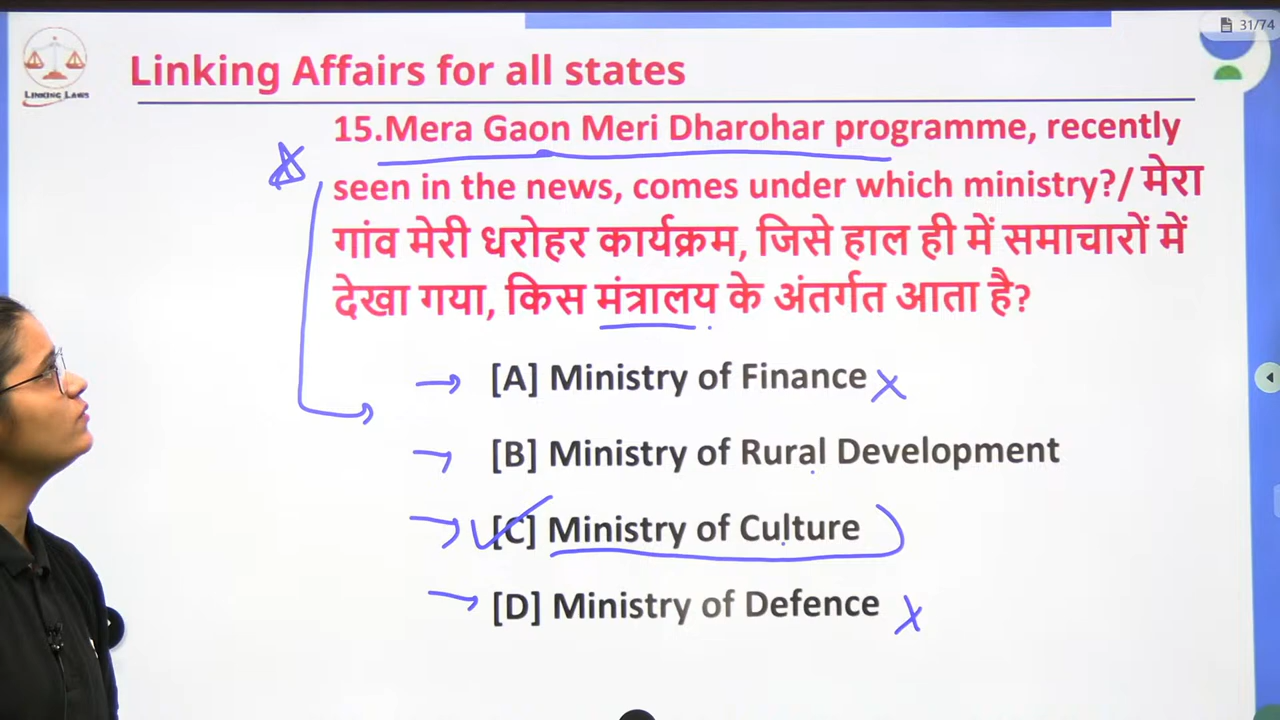 31/74
Linking Affairs for all states
LINKING LAWS
15.Mera Gaon Meri Dharohar programme, recently
seen in the news, comes under which ministry?/ मेरा
गांव मेरी धरोहर कार्यक्रम, जिसे हाल ही में समाचारों में
देखा गया, किस मंत्रालय के अंतर्गत आता है?
[A] Ministry of Finance
[B] Ministry of Rural Development
[C] Ministry of Culture
[D] Ministry of Defence